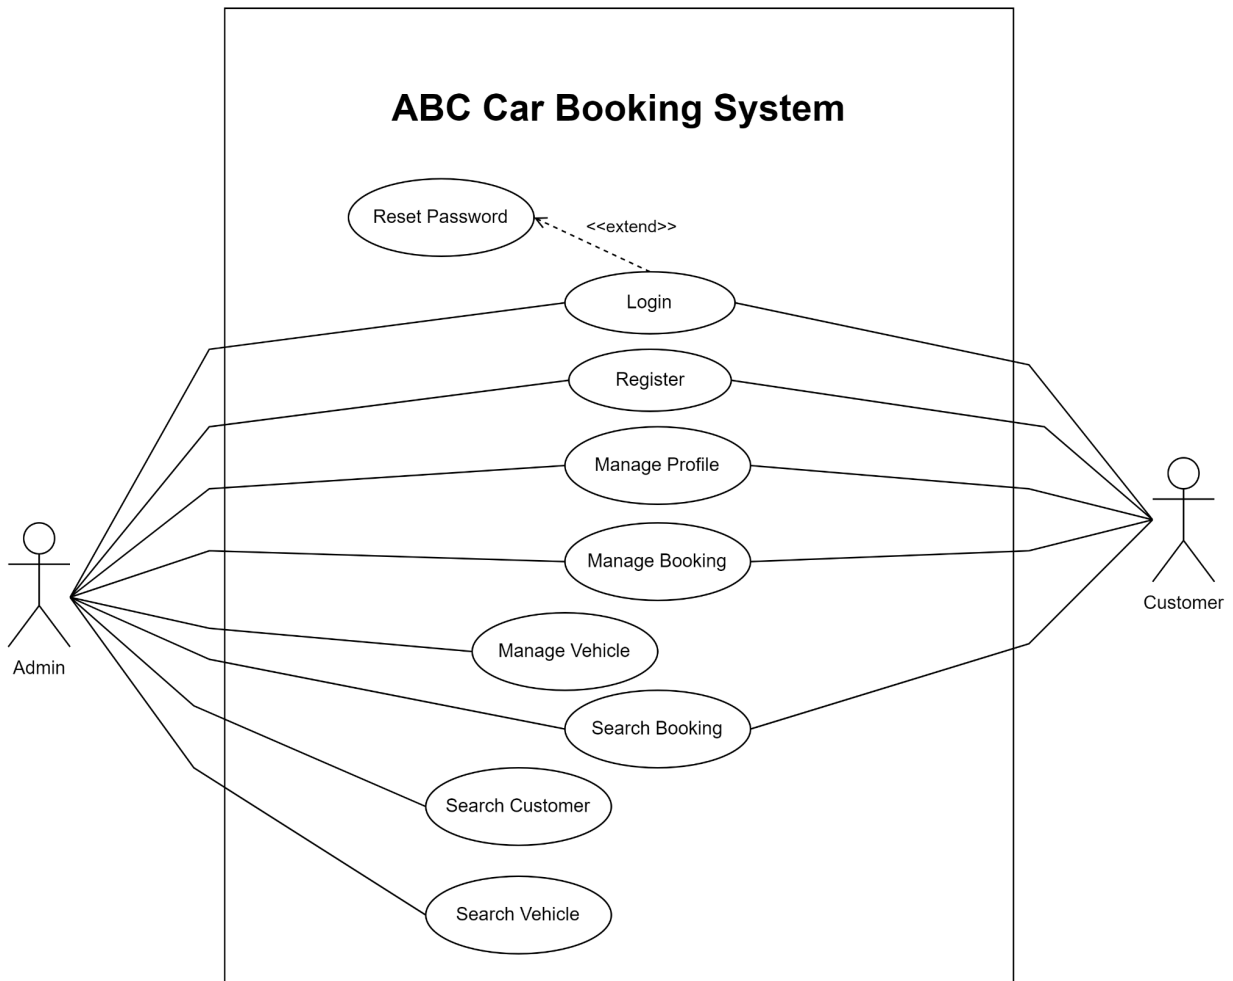 ABC Car Booking System
Reset Password
<<extend>>
Login
Register
Manage Profile
Manage Booking
Customer
Manage Vehicle
Admin
Search Booking
Search Customer
Search Vehicle